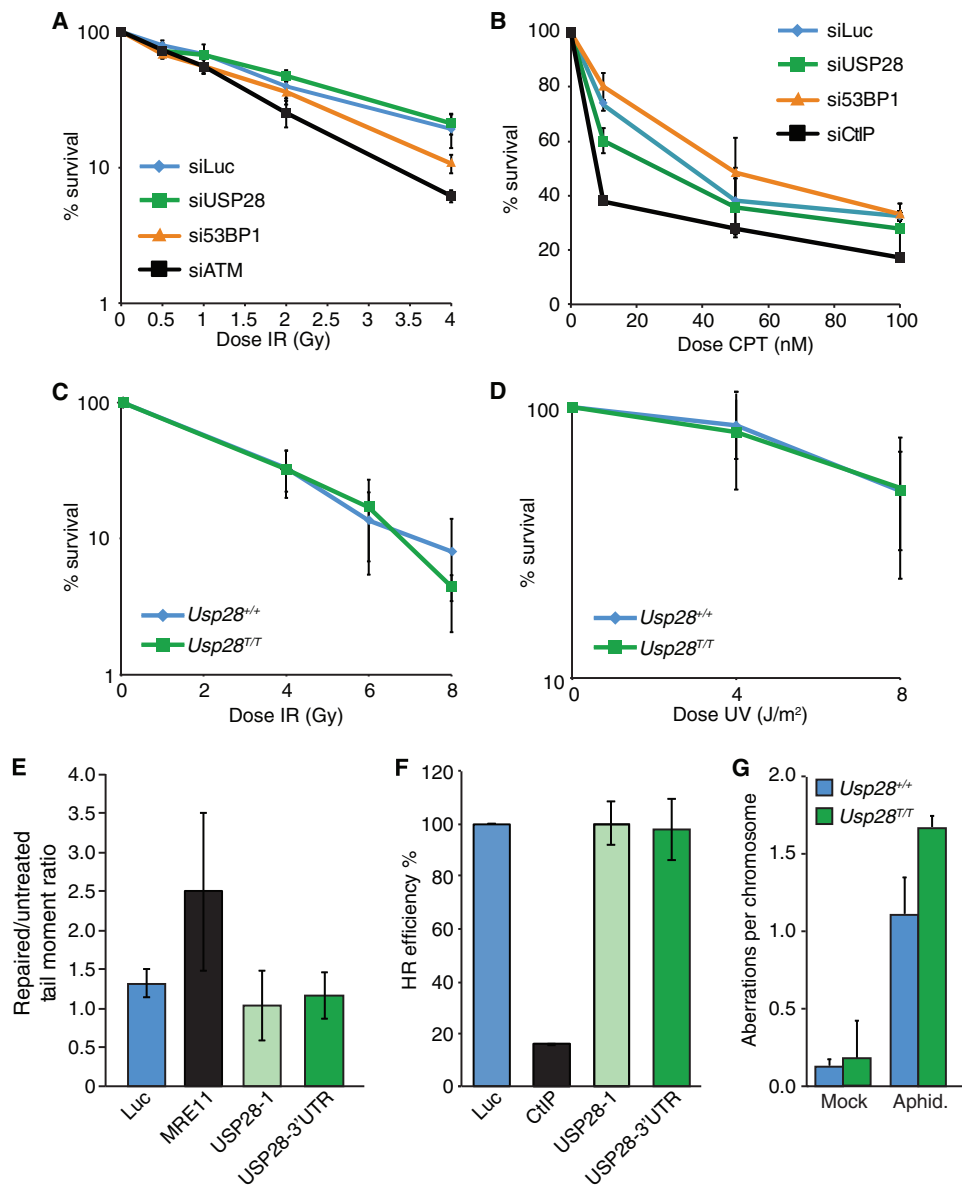 A
100
10
1
% survival
siLuc
siUSP28
si53BP1
siATM
0 0.5 1 1.5 2 2.5 3 3.5 4
Dose IR (Gy)
B
100
80
60
40
20
0
% survival
siLuc
siUSP28
si53BP1
siCtIP
0 20 40 60 80 100
Dose CPT (nM)
C
100
10
1
% survival
Usp28+/+
Usp28T/T
0 2 4 6 8
Dose IR (Gy)
D
100
10
% survival
Usp28+/+
Usp28T/T
0 4 8
Dose UV (J/m²)
E
4.0
3.5
3.0
2.5
2.0
1.5
1.0
0.5
0
Repaired/untreated
tail moment ratio
Luc
MRE11
USP28-1
USP28-3'UTR
F
120
100
80
60
40
20
0
HR efficiency %
Luc
CtIP
USP28-1
USP28-3'UTR
G
2.0
1.5
1.0
0.5
0.0
Aberrations per chromosome
Usp28+/+
Usp28T/T
Mock Aphid.